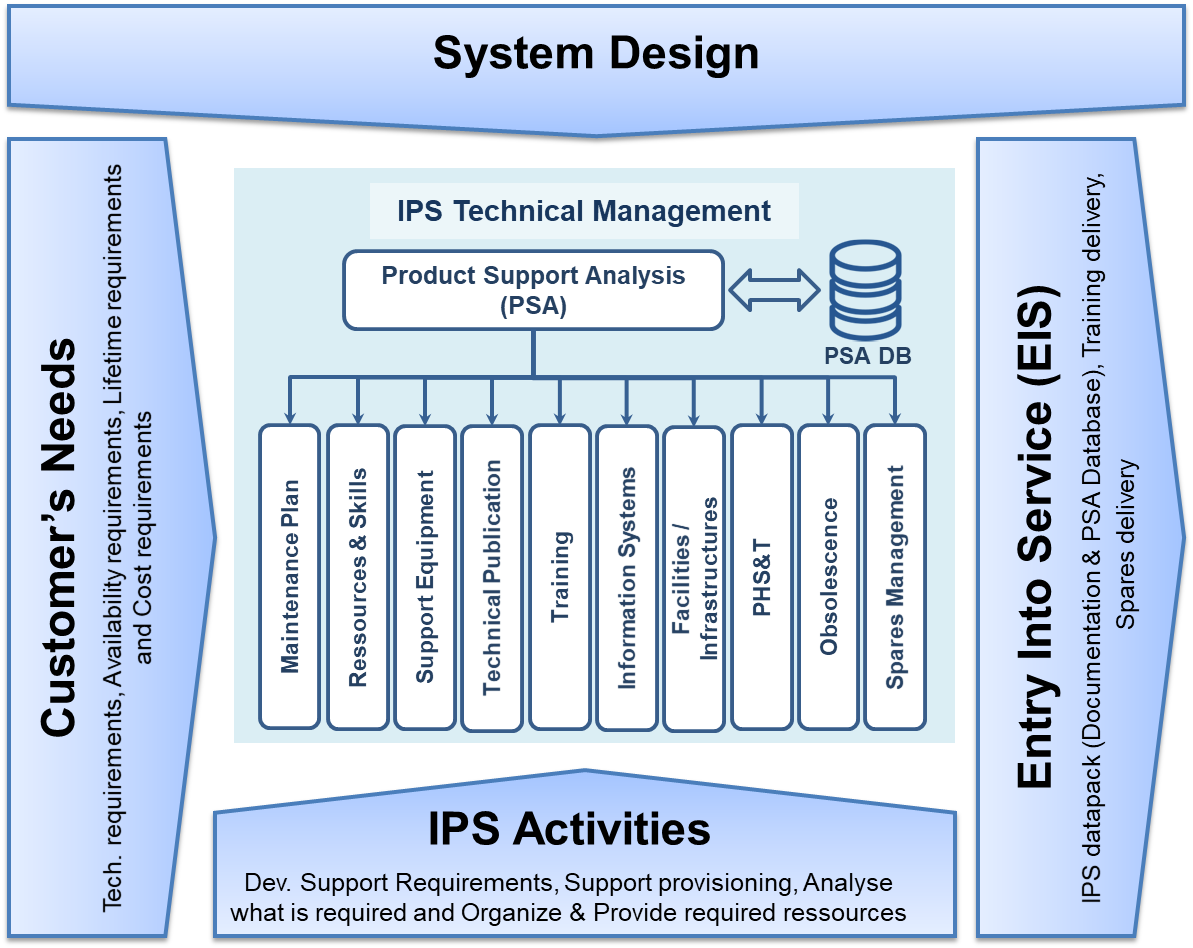 System Design
Customer's Needs
Tech. requirements, Availability requirements, Lifetime requirements
and Cost requirements
IPS Technical Management
Product Support Analysis
(PSA)
PSA DB
Maintenance Plan
Ressources & Skills
Support Equipment
Technical Publication
Training
Information Systems
Facilities /
Infrastructures
PHS&T
Obsolescence
Spares Management
IPS Activities
Dev. Support Requirements, Support provisioning, Analyse
what is required and Organize & Provide required ressources
Entry Into Service (EIS)
IPS datapack (Documentation & PSA Database), Training delivery,
Spares delivery